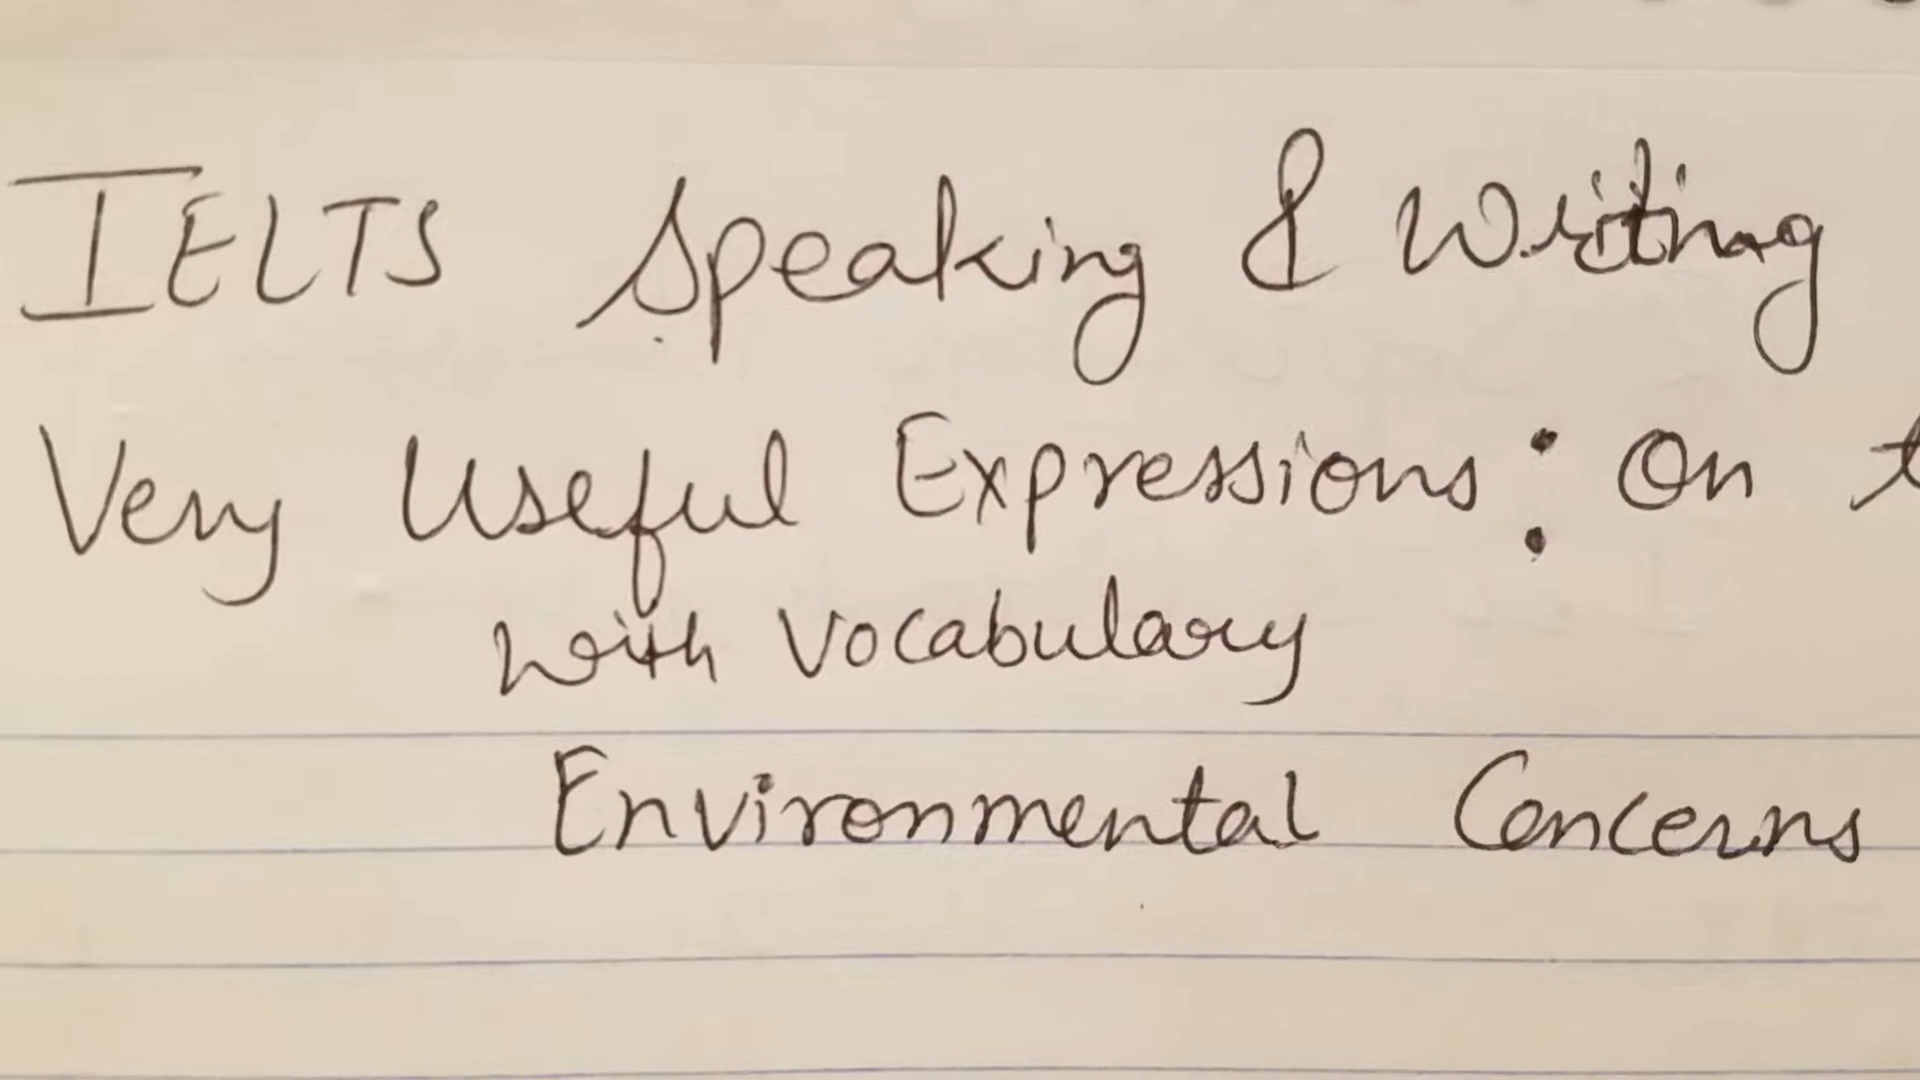 IELTS Speaking & Writing
Very Useful Expressions : On
with Vocabulary
Environmental Concerns